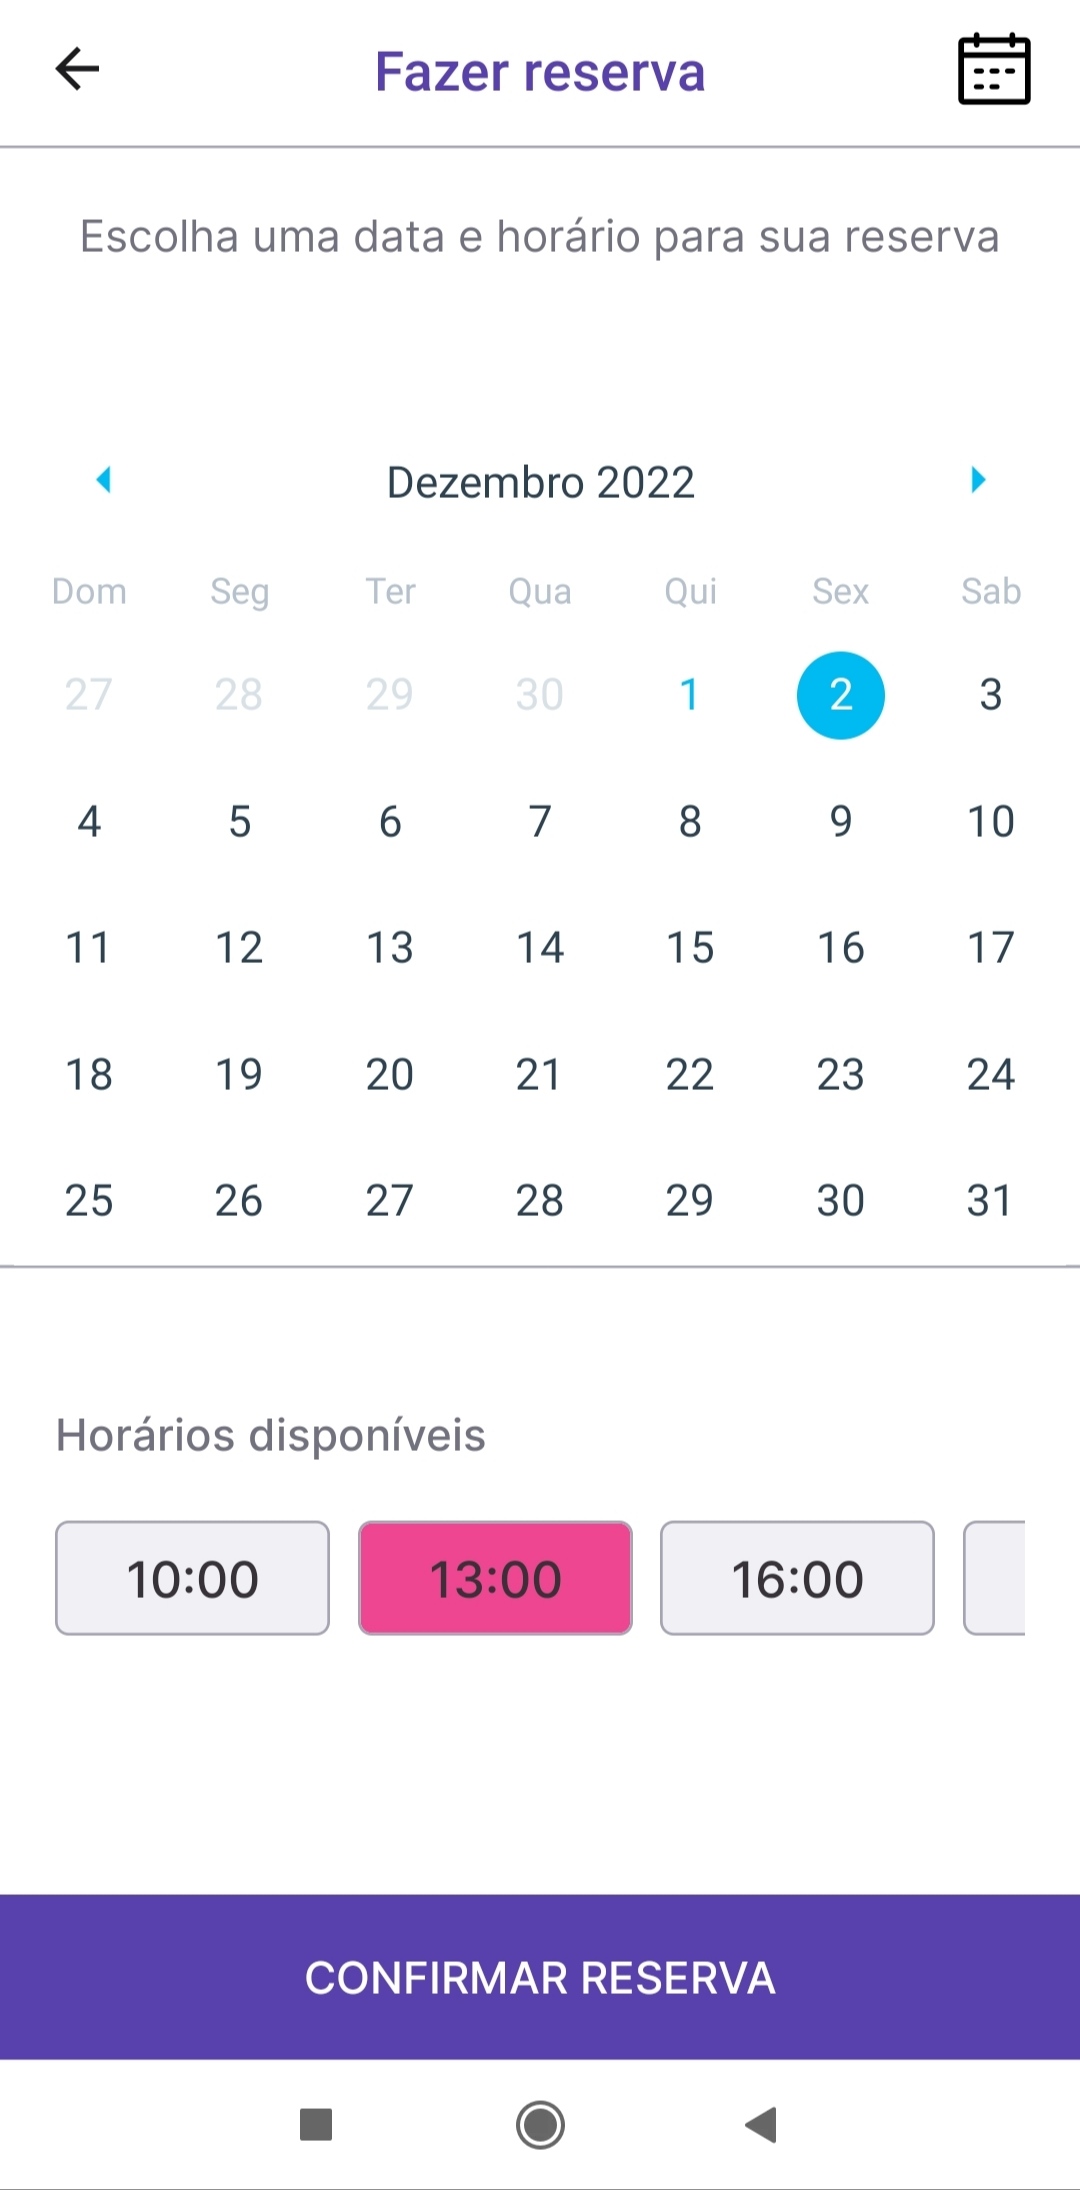 Fazer reserva
Escolha uma data e horário para sua reserva
Dezembro 2022
Dom Seg Ter Qua Qui Sex Sab
27 28 29 30 1 2 3
4 5 6 7 8 9 10
11 12 13 14 15 16 17
18 19 20 21 22 23 24
25 26 27 28 29 30 31
Horários disponíveis
10:00 13:00 16:00
CONFIRMAR RESERVA